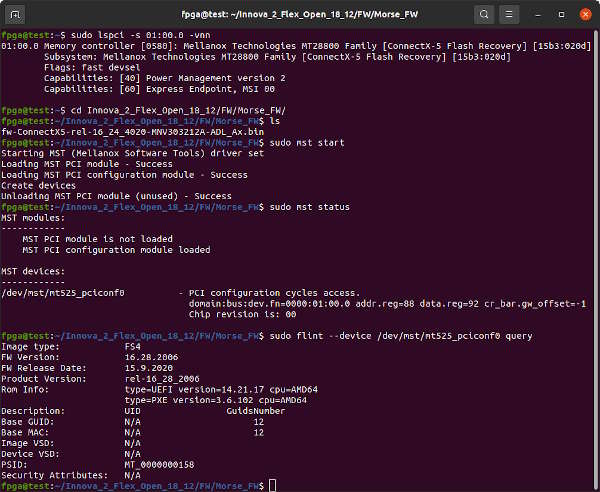 fpga@test: ~/Innova_2_Flex_Open_18_12/FW/Morse_FW
fpga@test:~$ sudo lspci -s 01:00.0 -vnn
01:00.0 Memory controller [0580]: Mellanox Technologies MT28800 Family [ConnectX-5 Flash Recovery] [15b3:020d]
Subsystem: Mellanox Technologies MT28800 Family [ConnectX-5 Flash Recovery] [15b3:020d]
Flags: fast devsel
Capabilities: [40] Power Management version 2
Capabilities: [60] Express Endpoint, MSI 00
fpga@test:~$ cd Innova_2_Flex_Open_18_12/FW/Morse_FW/
fpga@test:~/Innova_2_Flex_Open_18_12/FW/Morse_FW$ ls
fw-ConnectX5-rel-16_24_4020-MNV303212A-ADL_Ax.bin
fpga@test:~/Innova_2_Flex_Open_18_12/FW/Morse_FW$ sudo mst start
Starting MST (Mellanox Software Tools) driver set
Loading MST PCI module - Success
Loading MST PCI configuration module - Success
Create devices
Unloading MST PCI module (unused) - Success
fpga@test:~/Innova_2_Flex_Open_18_12/FW/Morse_FW$ sudo mst status
MST modules:
------------
MST PCI module is not loaded
MST PCI configuration module loaded
MST devices:
------------
/dev/mst/mt525_pciconf0 - PCI configuration cycles access.
domain:bus:dev.fn=0000:01:00.0 addr.reg=88 data.reg=92 cr_bar.gw_offset=-1
Chip revision is: 00
fpga@test:~/Innova_2_Flex_Open_18_12/FW/Morse_FW$ sudo flint --device /dev/mst/mt525_pciconf0 query
Image type: FS4
FW Version: 16.28.2006
FW Release Date: 15.9.2020
Product Version: rel-16_28_2006
Rom Info: type=UEFI version=14.21.17 cpu=AMD64
type=PXE version=3.6.102 cpu=AMD64
Description: UID GuidsNumber
Base GUID: N/A 12
Base MAC: N/A 12
Image VSD: N/A
Device VSD: N/A
PSID: MT_0000000158
Security Attributes: N/A
fpga@test:~/Innova_2_Flex_Open_18_12/FW/Morse_FW$